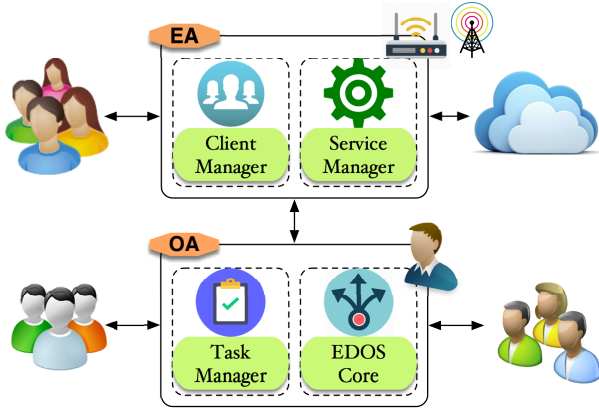 EA
Client
Manager
Service
Manager
OA
Task
Manager
EDOS
Core